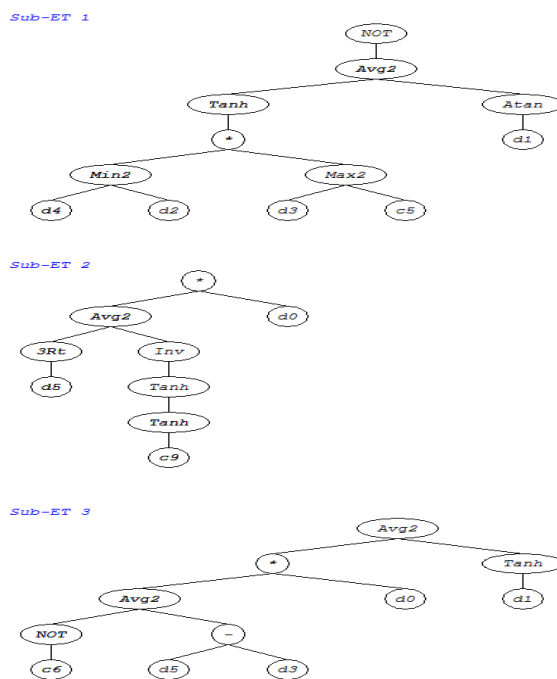 Sub-ET 1
NOT
Avg2
Tanh Atan
* d1
Min2 Max2
d4 d2 d3 c5
Sub-ET 2
*
Avg2 d0
3Rt Inv
d5 Tanh
Tanh
c9
Sub-ET 3
Avg2
* Tanh
Avg2 d0 d1
NOT -
c6 d5 d3